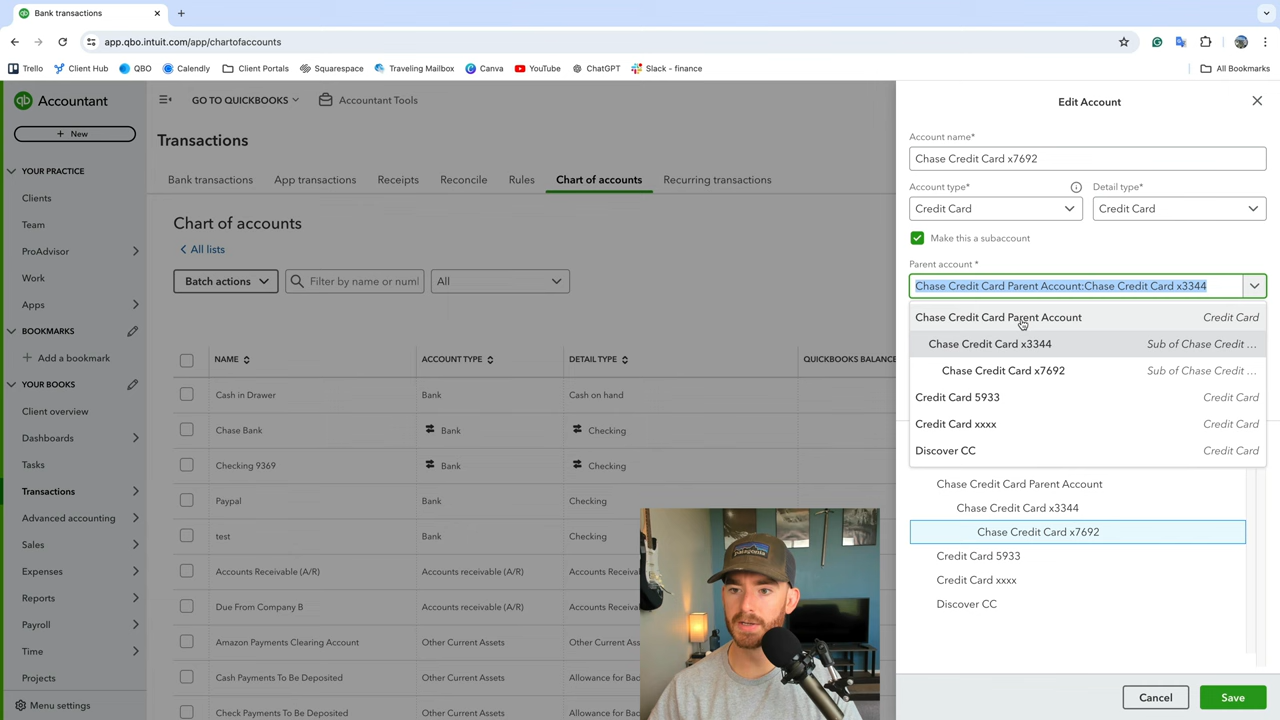 Bank transactions
app.qbo.intuit.com/app/chartofaccounts
Trello
Client Hub
QBO
Calendly
Client Portals
Squarespace
Traveling Mailbox
Canva
YouTube
ChatGPT
Slack - finance
All Bookmarks
qb Accountant
GO TO QUICKBOOKS
Accountant Tools
+ New
Transactions
Bank transactions
App transactions
Receipts
Reconcile
Rules
Chart of accounts
Recurring transactions
YOUR PRACTICE
Clients
Team
ProAdvisor
Work
Apps
BOOKMARKS
+ Add a bookmark
YOUR BOOKS
Client overview
Dashboards
Tasks
Transactions
Advanced accounting
Sales
Expenses
Reports
Payroll
Time
Projects
Menu settings
Chart of accounts
All lists
Batch actions
Filter by name or numl
All
NAME
ACCOUNT TYPE
DETAIL TYPE
QUICKBOOKS BALANCE
Cash in Drawer
Bank
Cash on hand
Chase Bank
Bank
Checking
Checking 9369
Bank
Checking
Paypal
Bank
Checking
test
Bank
Checking
Accounts Receivable (A/R)
Accounts receivable (A/R)
Accounts Recei
Due From Company B
Accounts receivable (A/R)
Accounts Recei
Amazon Payments Clearing Account
Other Current Assets
Other Current A
Cash Payments To Be Deposited
Other Current Assets
Allowance for Bac
Check Payments To Be Deposited
Other Current Assets
Allowance for Bac
Edit Account
Account name*
Chase Credit Card x7692
Account type*
Detail type*
Credit Card
Credit Card
Make this a subaccount
Parent account *
Chase Credit Card Parent Account:Chase Credit Card x3344
Chase Credit Card Parent Account
Credit Card
Chase Credit Card x3344
Sub of Chase Credit ...
Chase Credit Card x7692
Sub of Chase Credit ...
Credit Card 5933
Credit Card
Credit Card xxxx
Credit Card
Discover CC
Credit Card
Chase Credit Card Parent Account
Chase Credit Card x3344
Chase Credit Card x7692
Credit Card 5933
Credit Card xxxx
Discover CC
Cancel
Save